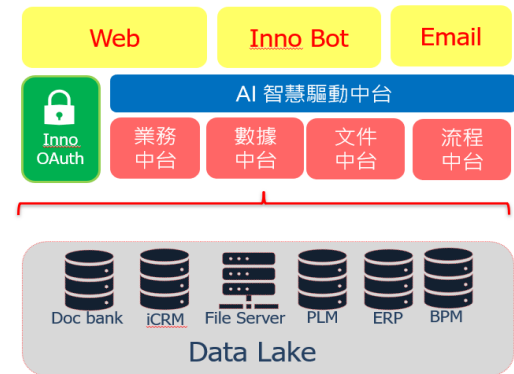 Web
Inno Bot
Email
Inno
OAuth
AI 智慧驅動中台
業務
中台
數據
中台
文件
中台
流程
中台
Doc bank
iCRM
File Server
PLM
ERP
BPM
Data Lake